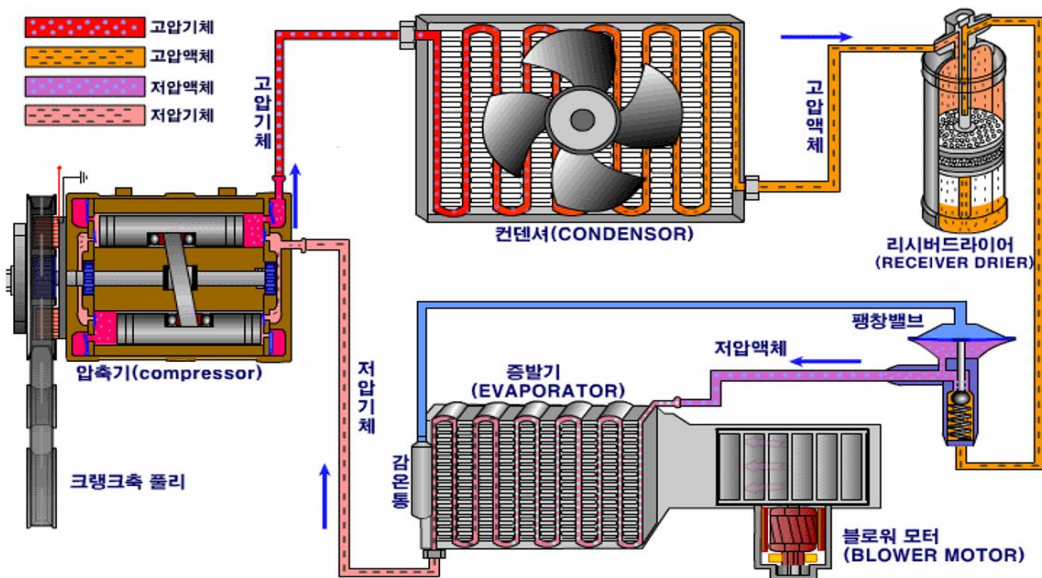 고압기체
고압액체
저압액체
저압기체
고압기체
컨덴셔(CONDENSOR)
고압액체
리시버드라이어
(RECEIVER DRIER)
압축기(compressor)
저압기체
크랭크축 풀리
팽창밸브
저압액체
증발기
(EVAPORATOR)
감온통
블로워 모터
(BLOWER MOTOR)